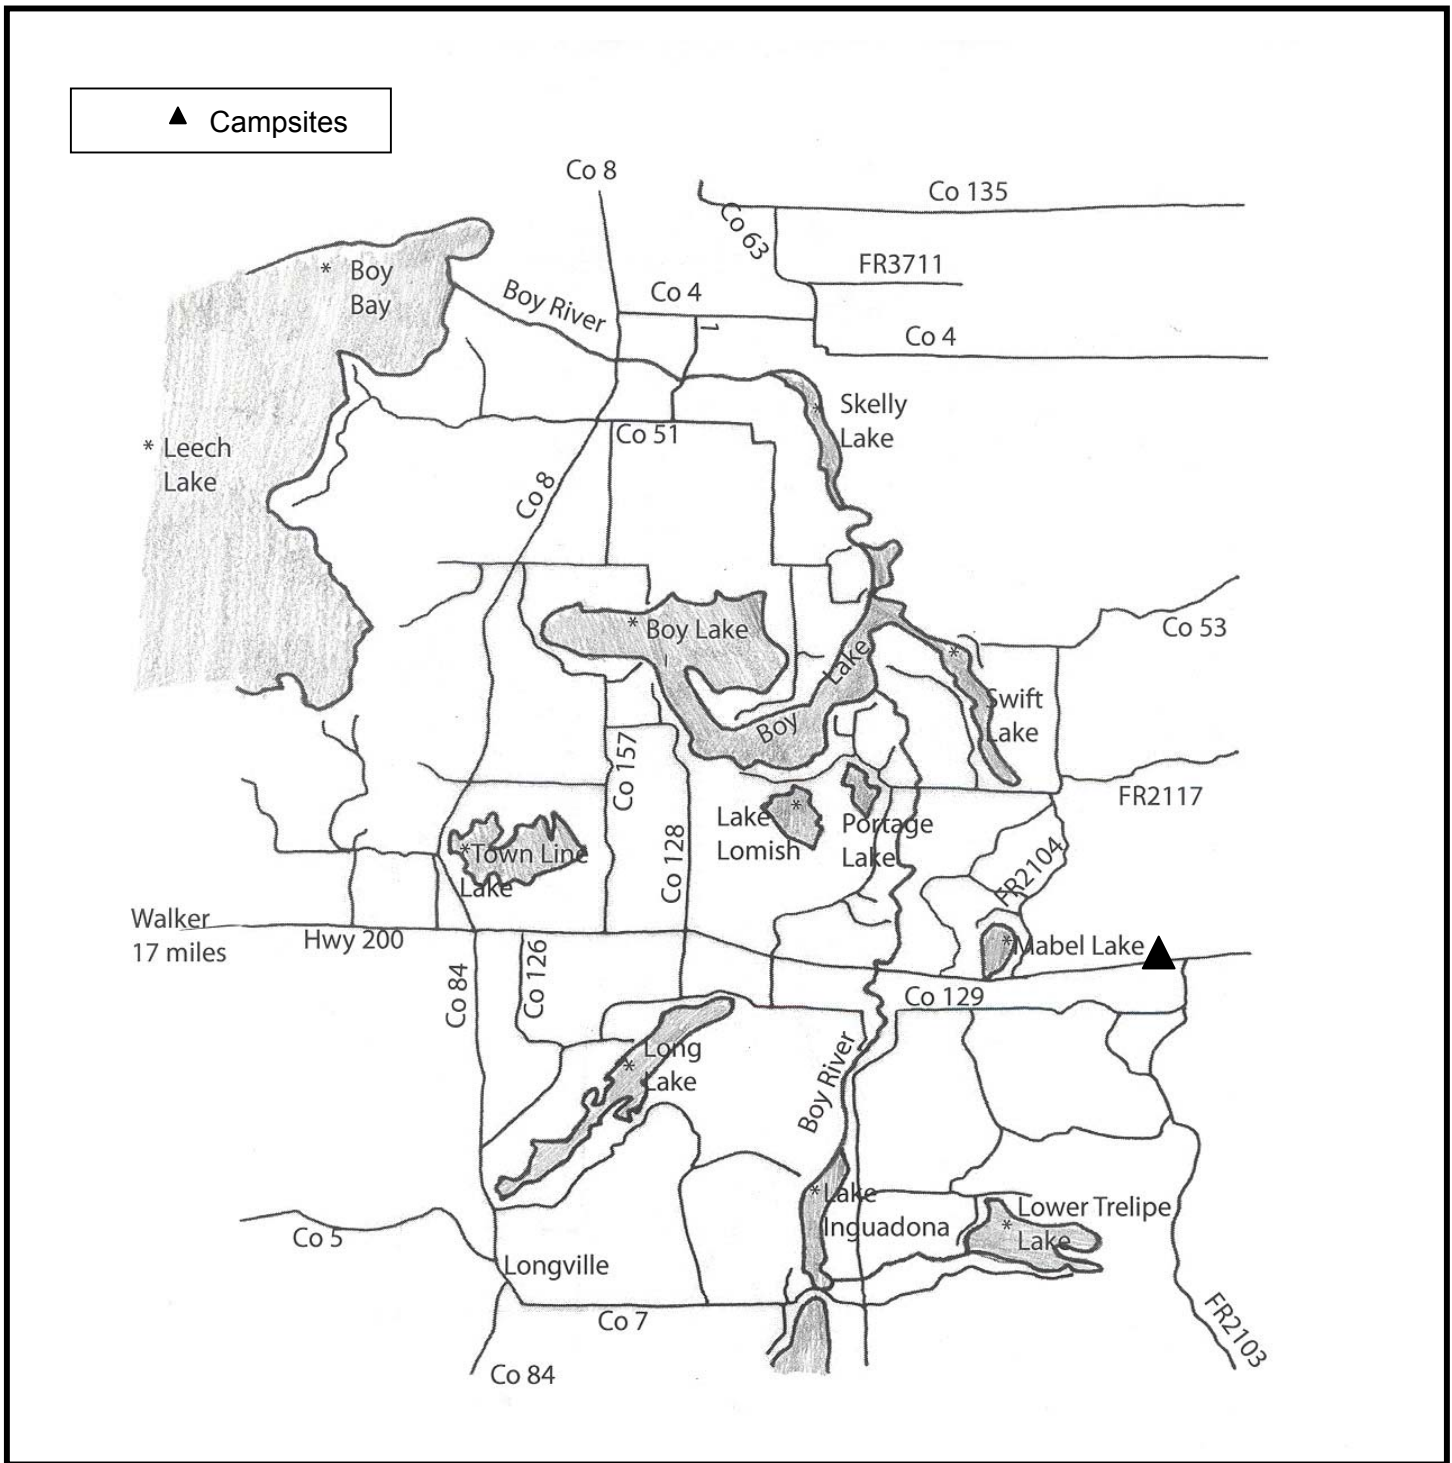 ▲ Campsites
Co 8
Co 135
Co 63
* Boy
Bay
FR3711
Boy River
Co 4
1
Co 4
* Skelly
Lake
Co 51
* Leech
Lake
Co 8
* Boy Lake
Co 53
Lake
*
Swift
Lake
Boy
Co 157
FR2117
*
Lake
Lomish
Portage
Lake
Co 128
*Town Line
Lake
FR2104
Walker
17 miles
Hwy 200
*Mabel Lake ▲
Co 84
Co 126
Co 129
Long
* Lake
Boy River
*Lake
Inguadona
Lower Trelipe
* Lake
Co 5
Longville
Co 7
FR2103
Co 84